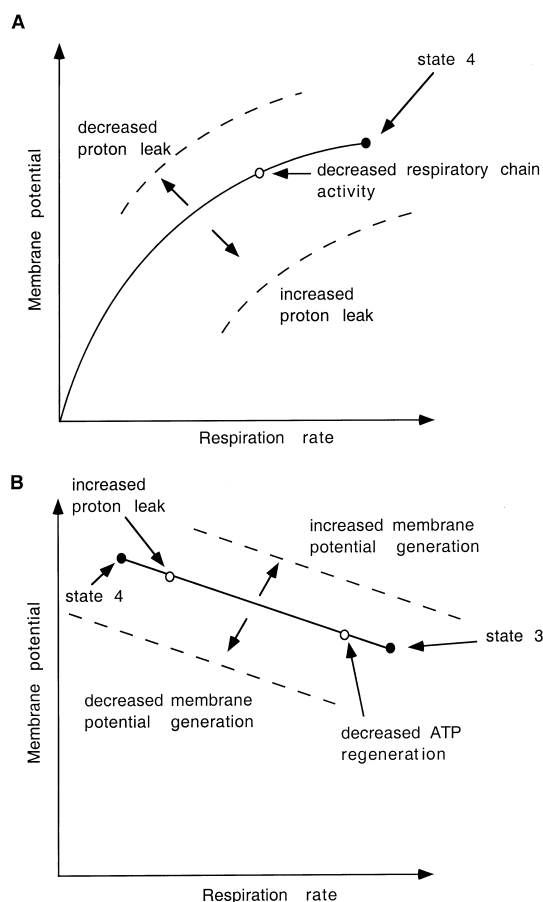 A
state 4
decreased
proton leak
decreased respiratory chain
activity
increased
proton leak
Membrane potential
Respiration rate
B
increased
proton leak
increased membrane
potential generation
state 4
state 3
decreased membrane
potential generation
decreased ATP
regeneration
Membrane potential
Respiration rate